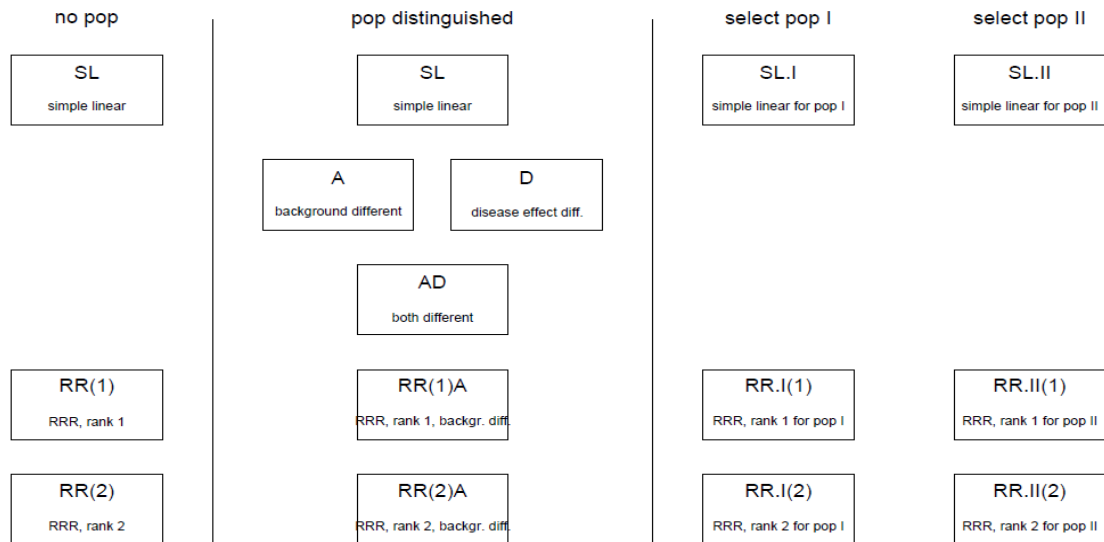 no pop
pop distinguished
select pop I
select pop II
SL
simple linear
SL
simple linear
SL.I
simple linear for pop I
SL.II
simple linear for pop II
A
background different
D
disease effect diff.
AD
both different
RR(1)
RRR, rank 1
RR(1)A
RRR, rank 1, backgr. diff.
RR.I(1)
RRR, rank 1 for pop I
RR.II(1)
RRR, rank 1 for pop II
RR(2)
RRR, rank 2
RR(2)A
RRR, rank 2, backgr. diff.
RR.I(2)
RRR, rank 2 for pop I
RR.II(2)
RRR, rank 2 for pop II